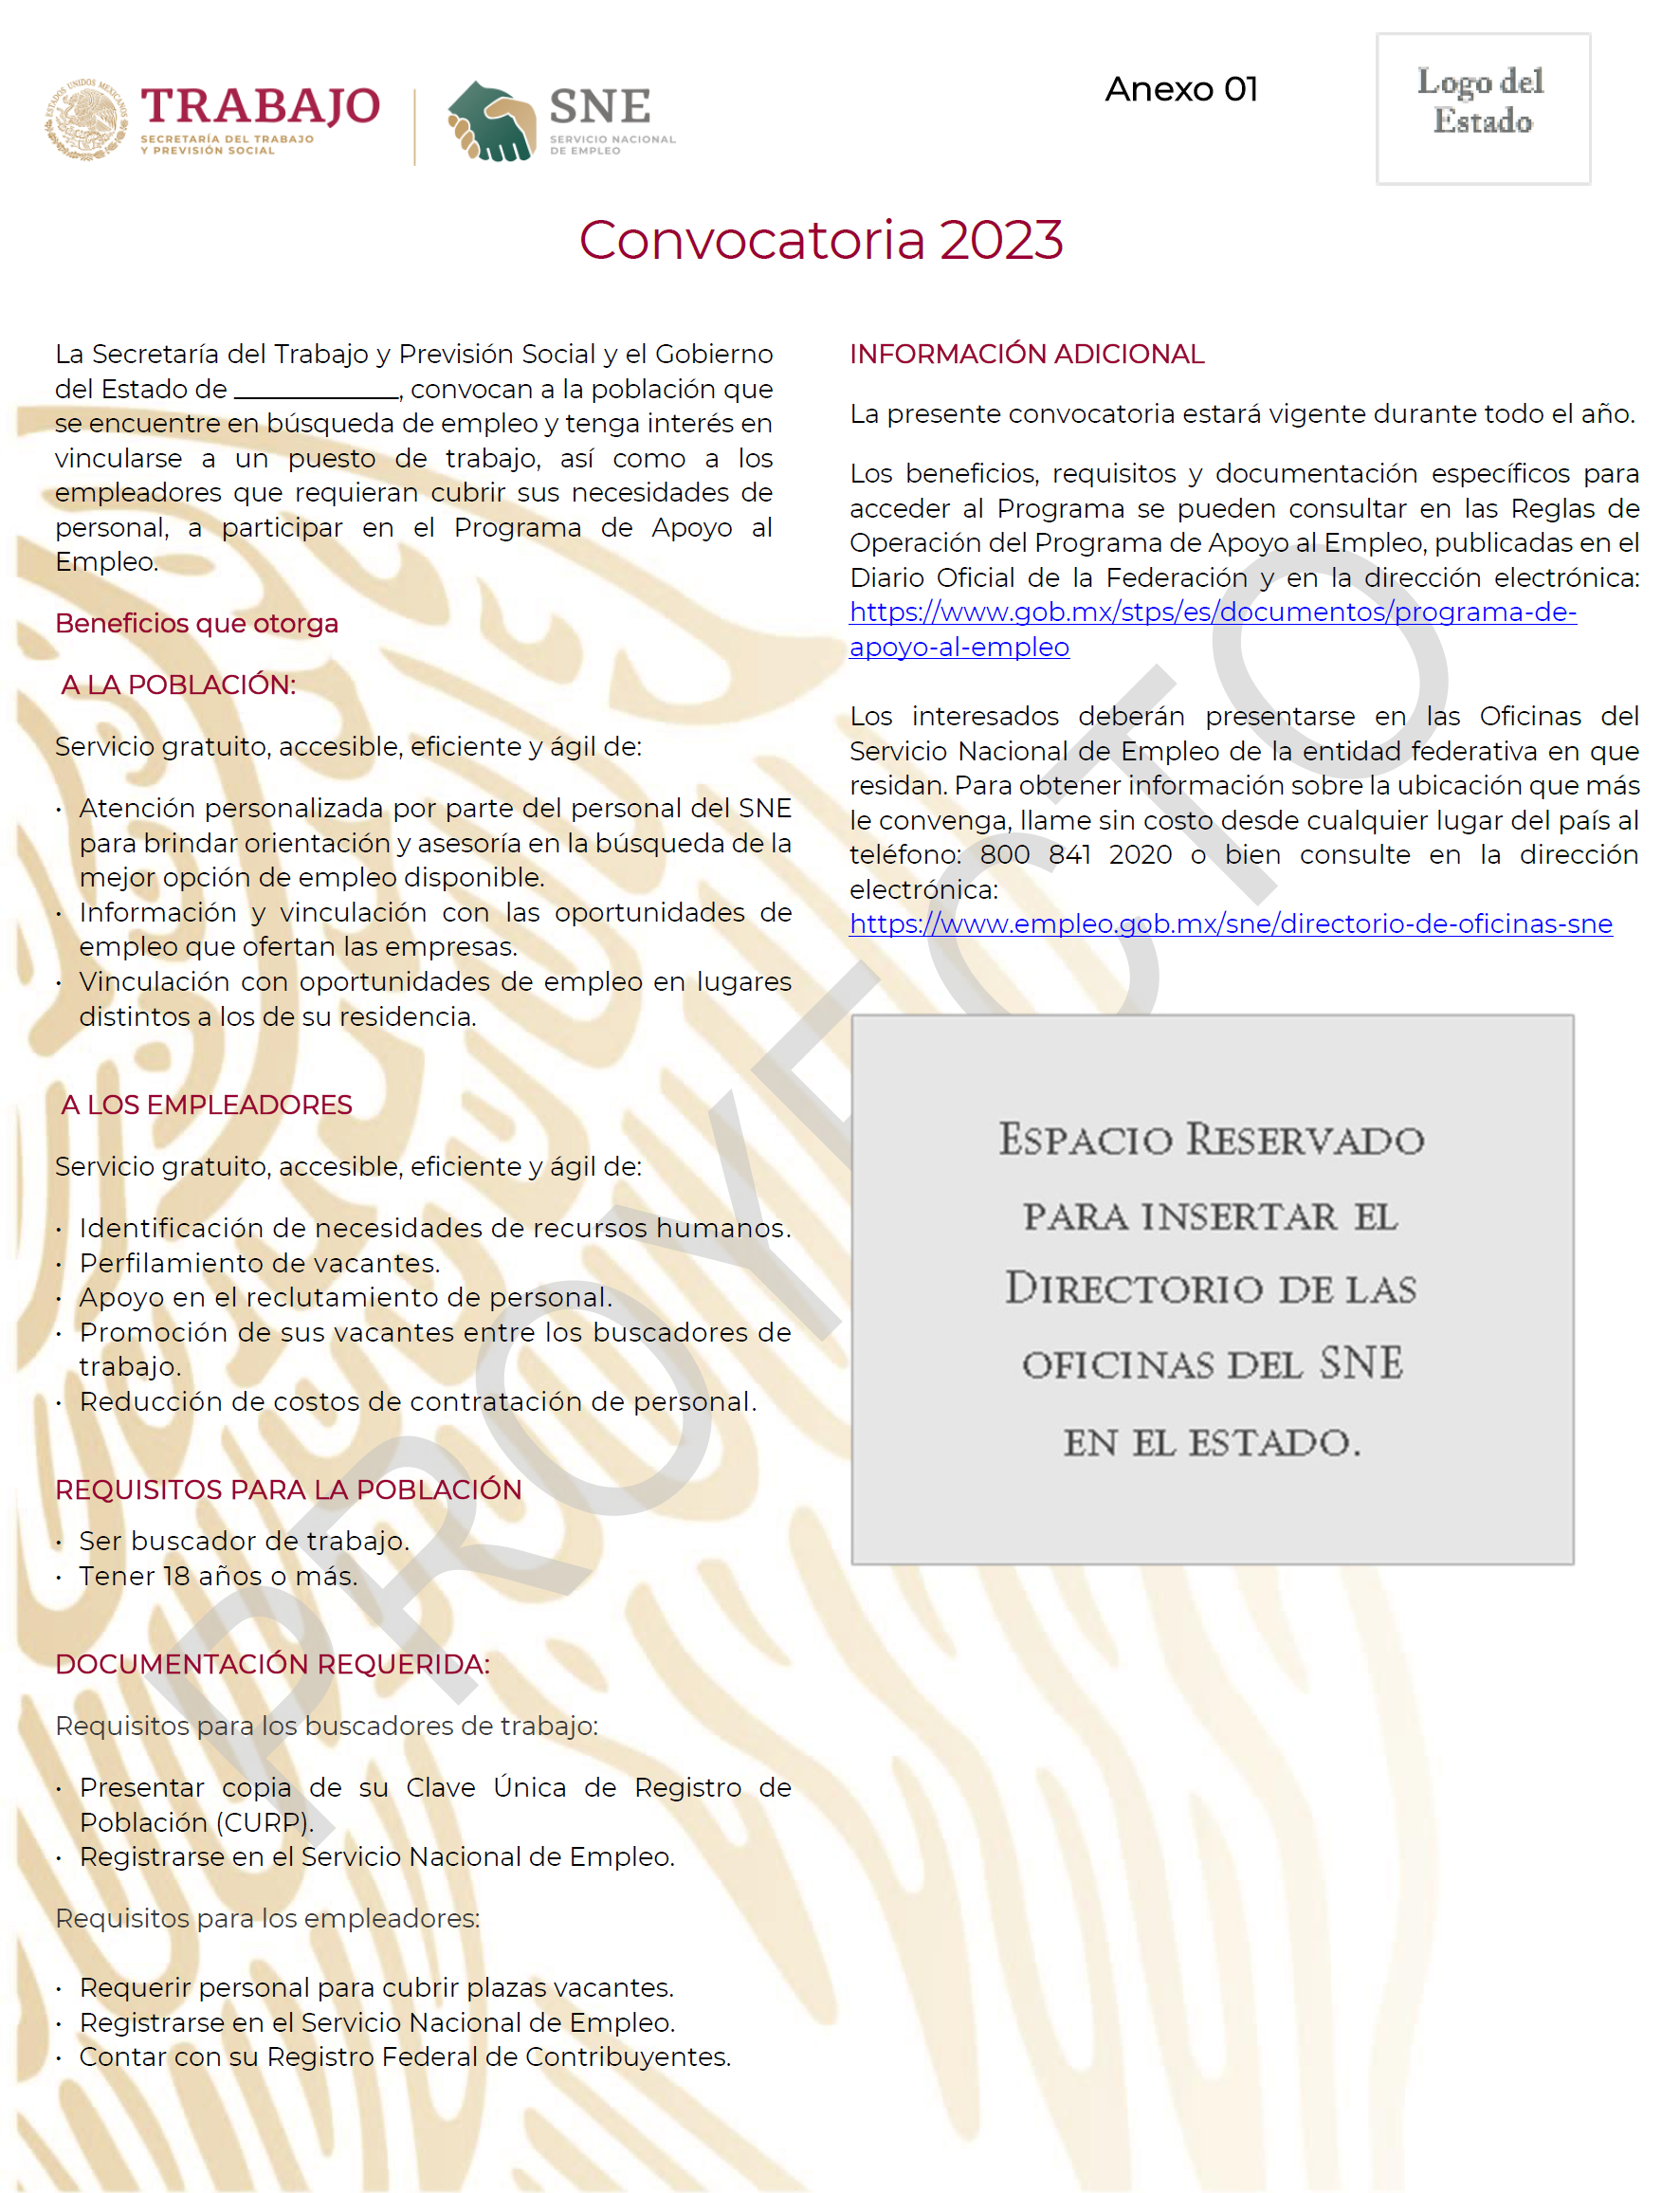 TRABAJO
SECRETARÍA DEL TRABAJO
Y PREVISIÓN SOCIAL
SNE
SERVICIO NACIONAL
DE EMPLEO
Anexo 01
Logo del
Estado
Convocatoria 2023
La Secretaría del Trabajo y Previsión Social y el Gobierno
del Estado de ____________, convocan a la población que
se encuentre en búsqueda de empleo y tenga interés en
vincularse a un puesto de trabajo, así como a los
empleadores que requieran cubrir sus necesidades de
personal, a participar en el Programa de Apoyo al
Empleo.
Beneficios que otorga
A LA POBLACIÓN:
Servicio gratuito, accesible, eficiente y ágil de:
• Atención personalizada por parte del personal del SNE
para brindar orientación y asesoría en la búsqueda de la
mejor opción de empleo disponible.
• Información y vinculación con las oportunidades de
empleo que ofertan las empresas.
• Vinculación con oportunidades de empleo en lugares
distintos a los de su residencia.
A LOS EMPLEADORES
Servicio gratuito, accesible, eficiente y ágil de:
• Identificación de necesidades de recursos humanos.
• Perfilamiento de vacantes.
• Apoyo en el reclutamiento de personal.
• Promoción de sus vacantes entre los buscadores de
trabajo.
• Reducción de costos de contratación de personal.
REQUISITOS PARA LA POBLACIÓN
• Ser buscador de trabajo.
• Tener 18 años o más.
DOCUMENTACIÓN REQUERIDA:
Requisitos para los buscadores de trabajo:
• Presentar copia de su Clave Única de Registro de
Población (CURP).
• Registrarse en el Servicio Nacional de Empleo.
Requisitos para los empleadores:
• Requerir personal para cubrir plazas vacantes.
• Registrarse en el Servicio Nacional de Empleo.
• Contar con su Registro Federal de Contribuyentes.
INFORMACIÓN ADICIONAL
La presente convocatoria estará vigente durante todo el año.
Los beneficios, requisitos y documentación específicos para
acceder al Programa se pueden consultar en las Reglas de
Operación del Programa de Apoyo al Empleo, publicadas en el
Diario Oficial de la Federación y en la dirección electrónica:
https://www.gob.mx/stps/es/documentos/programa-de-
apoyo-al-empleo
Los interesados deberán presentarse en las Oficinas del
Servicio Nacional de Empleo de la entidad federativa en que
residan. Para obtener información sobre la ubicación que más
le convenga, llame sin costo desde cualquier lugar del país al
teléfono: 800 841 2020 o bien consulte en la dirección
electrónica:
https://www.empleo.gob.mx/sne/directorio-de-oficinas-sne
ESPACIO RESERVADO
PARA INSERTAR EL
DIRECTORIO DE LAS
OFICINAS DEL SNE
EN EL ESTADO.
PROYECTO